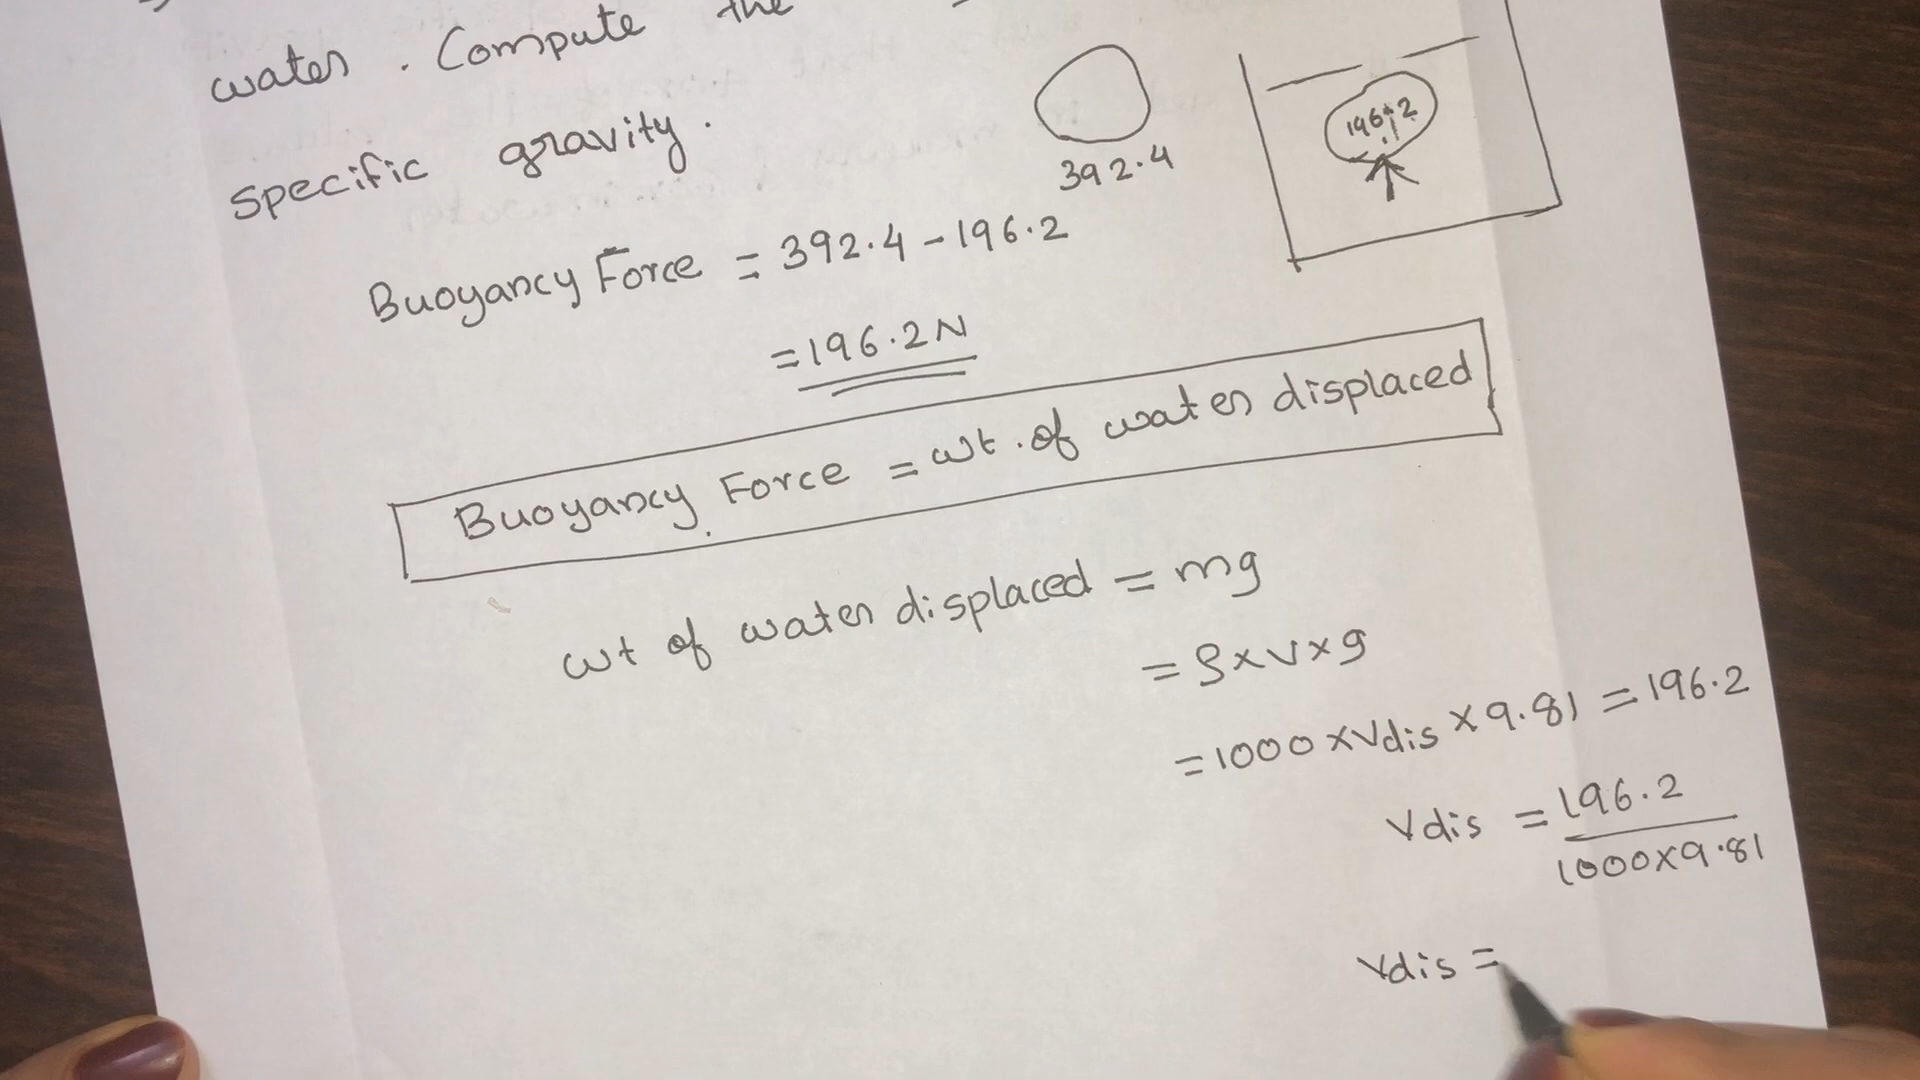 water. Compute the
specific gravity.
392.4
196.2
Buoyancy Force = 392.4 - 196.2
= 196.2 N
Buoyancy Force = wt. of water displaced
wt of water displaced = mg
= ρ x v x g
= 1000 x Vdis x 9.81 = 196.2
Vdis = 196.2
1000 x 9.81
Vdis =